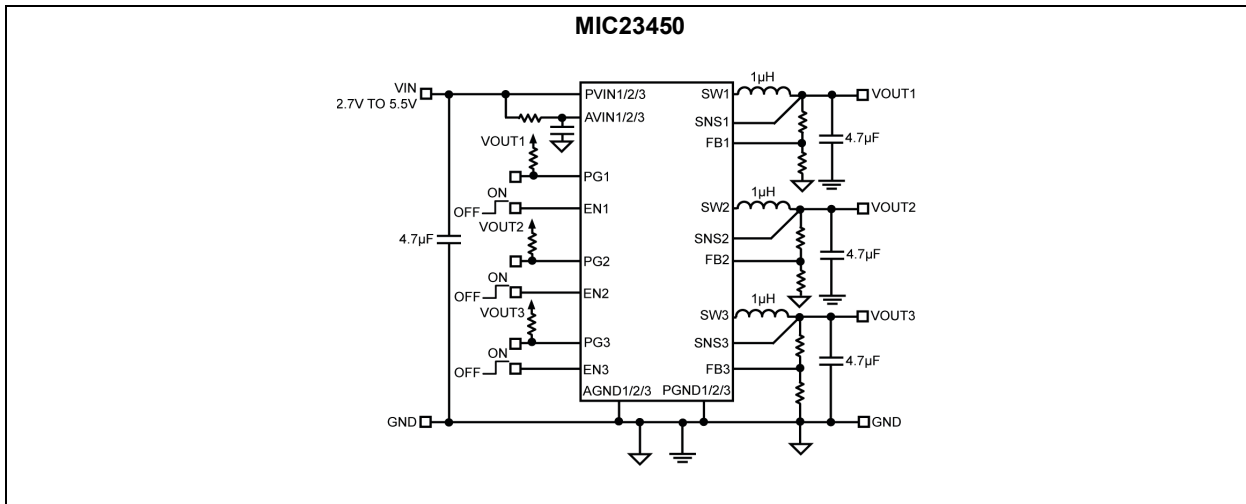 MIC23450
VIN
2.7V TO 5.5V
PVIN1/2/3
AVIN1/2/3
VOUT1
PG1
ON
OFF
EN1
VOUT2
4.7µF
PG2
ON
OFF
EN2
VOUT3
PG3
ON
OFF
EN3
AGND1/2/3
PGND1/2/3
GND
1µH
SW1
VOUT1
SNS1
FB1
4.7µF
1µH
SW2
VOUT2
SNS2
FB2
4.7µF
1µH
SW3
VOUT3
SNS3
FB3
4.7µF
GND